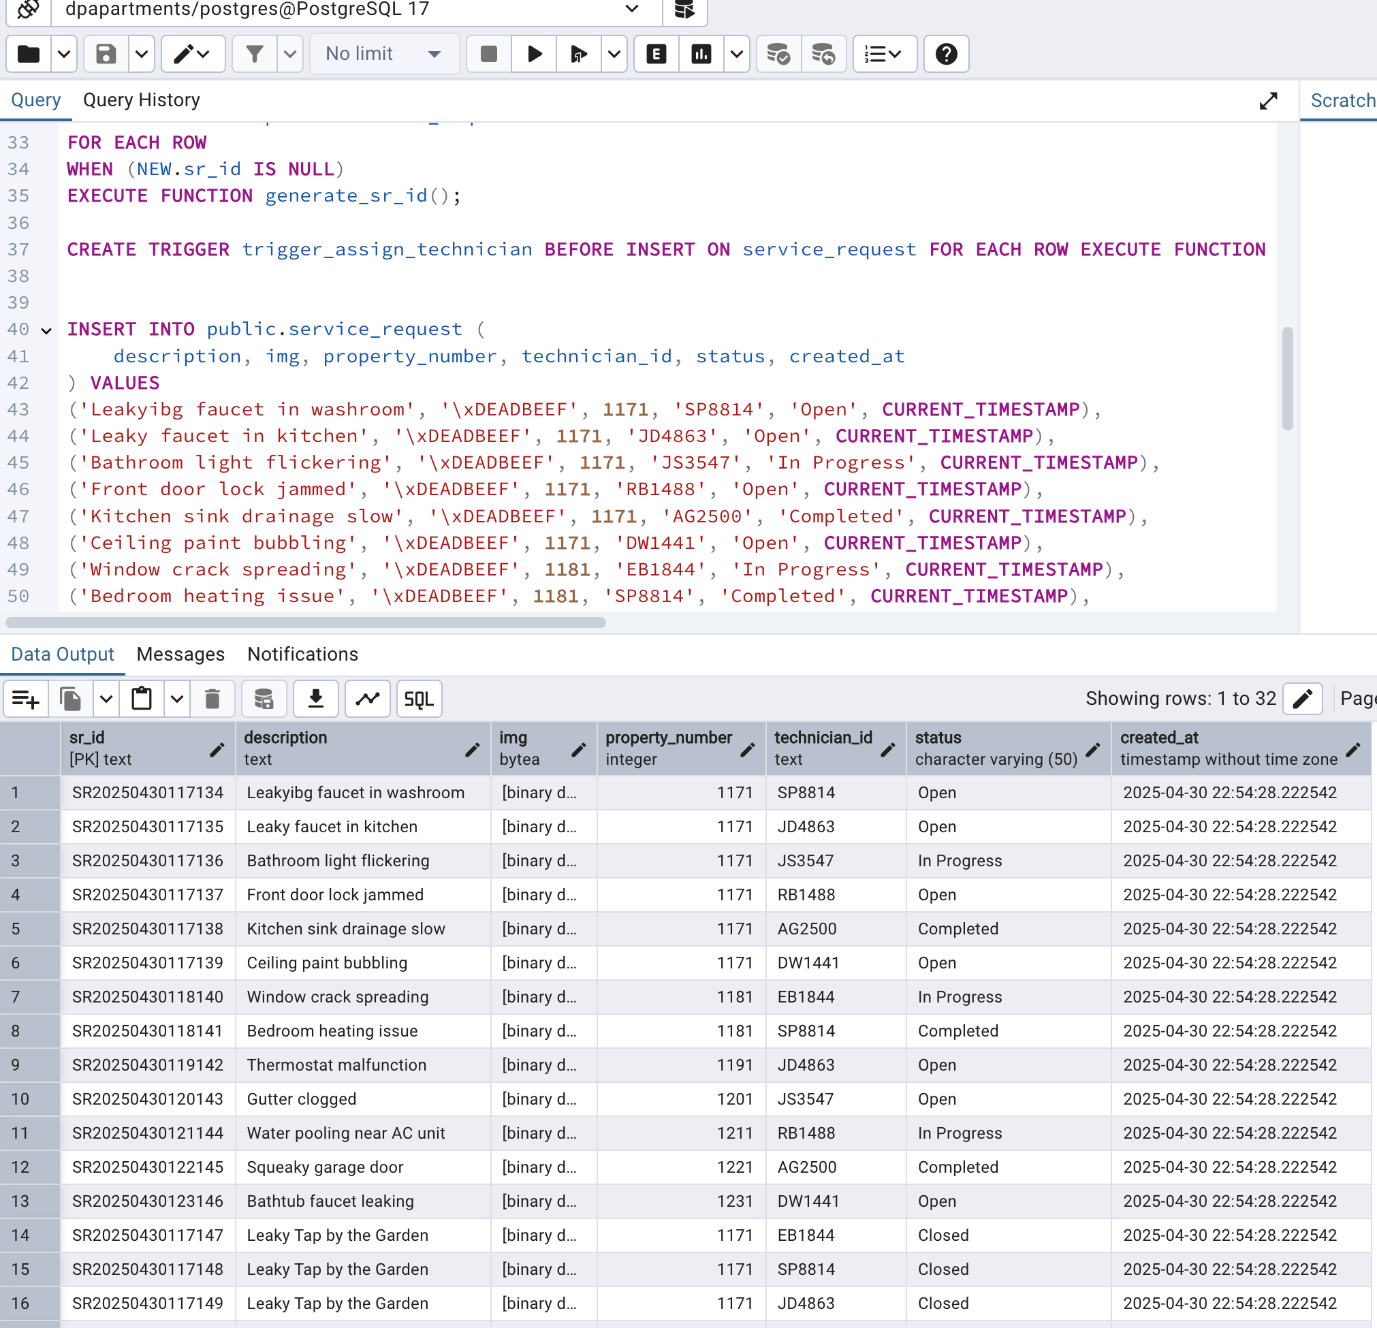 dpapartments/postgres@PostgreSQL 17
No limit
Query Query History Scratch
33 FOR EACH ROW
34 WHEN (NEW.sr_id IS NULL)
35 EXECUTE FUNCTION generate_sr_id();
36
37 CREATE TRIGGER trigger_assign_technician BEFORE INSERT ON service_request FOR EACH ROW EXECUTE FUNCTION
38
39
40 INSERT INTO public.service_request (
41 description, img, property_number, technician_id, status, created_at
42 ) VALUES
43 ('Leakyibg faucet in washroom', '\xDEADBEEF', 1171, 'SP8814', 'Open', CURRENT_TIMESTAMP),
44 ('Leaky faucet in kitchen', '\xDEADBEEF', 1171, 'JD4863', 'Open', CURRENT_TIMESTAMP),
45 ('Bathroom light flickering', '\xDEADBEEF', 1171, 'JS3547', 'In Progress', CURRENT_TIMESTAMP),
46 ('Front door lock jammed', '\xDEADBEEF', 1171, 'RB1488', 'Open', CURRENT_TIMESTAMP),
47 ('Kitchen sink drainage slow', '\xDEADBEEF', 1171, 'AG2500', 'Completed', CURRENT_TIMESTAMP),
48 ('Ceiling paint bubbling', '\xDEADBEEF', 1171, 'DW1441', 'Open', CURRENT_TIMESTAMP),
49 ('Window crack spreading', '\xDEADBEEF', 1181, 'EB1844', 'In Progress', CURRENT_TIMESTAMP),
50 ('Bedroom heating issue', '\xDEADBEEF', 1181, 'SP8814', 'Completed', CURRENT_TIMESTAMP),
Data Output Messages Notifications
SQL Showing rows: 1 to 32 Page
sr_id description img property_number technician_id status created_at
[PK] text text bytea integer text character varying (50) timestamp without time zone
1 SR20250430117134 Leakyibg faucet in washroom [binary d... 1171 SP8814 Open 2025-04-30 22:54:28.222542
2 SR20250430117135 Leaky faucet in kitchen [binary d... 1171 JD4863 Open 2025-04-30 22:54:28.222542
3 SR20250430117136 Bathroom light flickering [binary d... 1171 JS3547 In Progress 2025-04-30 22:54:28.222542
4 SR20250430117137 Front door lock jammed [binary d... 1171 RB1488 Open 2025-04-30 22:54:28.222542
5 SR20250430117138 Kitchen sink drainage slow [binary d... 1171 AG2500 Completed 2025-04-30 22:54:28.222542
6 SR20250430117139 Ceiling paint bubbling [binary d... 1171 DW1441 Open 2025-04-30 22:54:28.222542
7 SR20250430118140 Window crack spreading [binary d... 1181 EB1844 In Progress 2025-04-30 22:54:28.222542
8 SR20250430118141 Bedroom heating issue [binary d... 1181 SP8814 Completed 2025-04-30 22:54:28.222542
9 SR20250430119142 Thermostat malfunction [binary d... 1191 JD4863 Open 2025-04-30 22:54:28.222542
10 SR20250430120143 Gutter clogged [binary d... 1201 JS3547 Open 2025-04-30 22:54:28.222542
11 SR20250430121144 Water pooling near AC unit [binary d... 1211 RB1488 In Progress 2025-04-30 22:54:28.222542
12 SR20250430122145 Squeaky garage door [binary d... 1221 AG2500 Completed 2025-04-30 22:54:28.222542
13 SR20250430123146 Bathtub faucet leaking [binary d... 1231 DW1441 Open 2025-04-30 22:54:28.222542
14 SR20250430117147 Leaky Tap by the Garden [binary d... 1171 EB1844 Closed 2025-04-30 22:54:28.222542
15 SR20250430117148 Leaky Tap by the Garden [binary d... 1171 SP8814 Closed 2025-04-30 22:54:28.222542
16 SR20250430117149 Leaky Tap by the Garden [binary d... 1171 JD4863 Closed 2025-04-30 22:54:28.222542